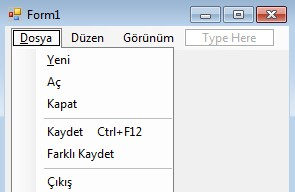 Form1
Dosya Düzen Görünüm Type Here
Yeni
Aç
Kapat
Kaydet Ctrl+F12
Farklı Kaydet
Çıkış